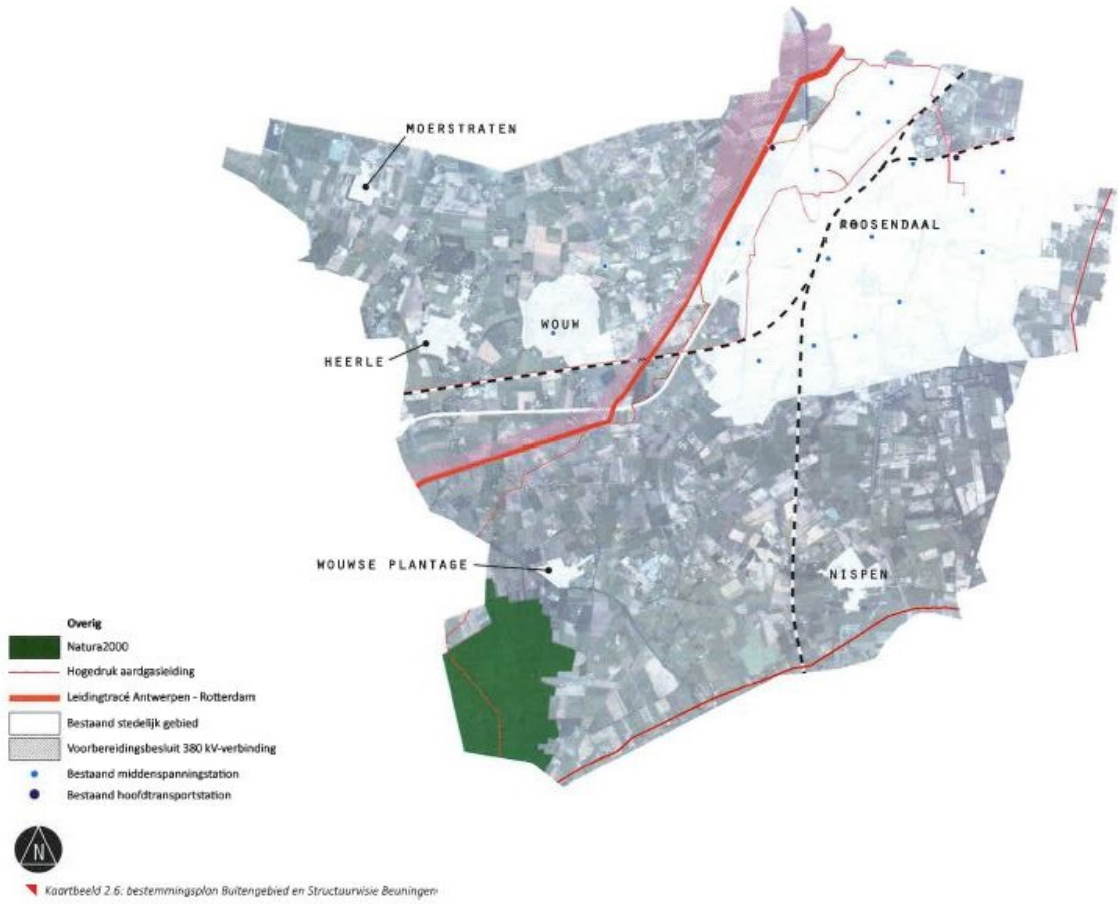 MOERSTRATEN
ROOSENDAAL
WOUW
HEERLE
WOUWSE PLANTAGE
NISPEN
Overig
Natura2000
Hogedruk aardgasleiding
Leidingtracé Antwerpen - Rotterdam
Bestaand stedelijk gebied
Voorbereidingsbesluit 380 kV-verbinding
Bestaand middenspanningstation
Bestaand hoofdtransportstation
N
Kaartbeeld 2.6: bestemmingsplan Buitengebied en Structuurvisie Beuningen